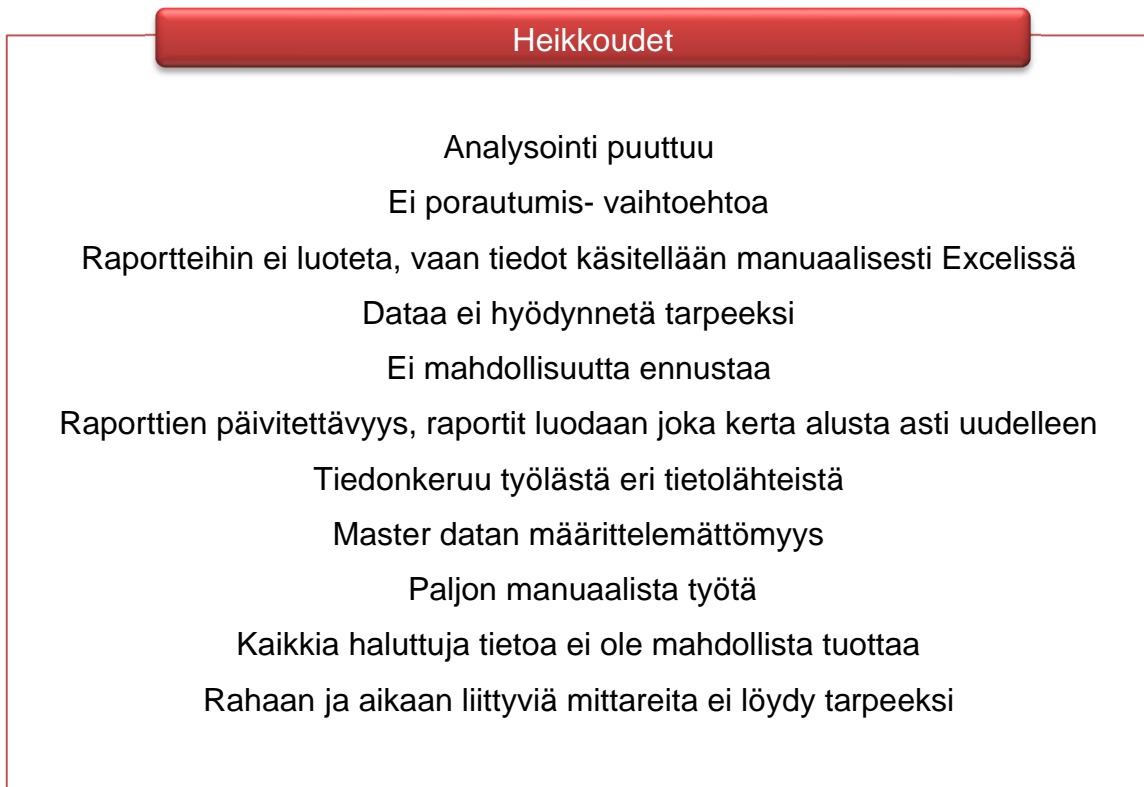 Heikkoudet
Analysointi puuttuu
Ei porautumis- vaihtoehtoa
Raportteihin ei luoteta, vaan tiedot käsitellään manuaalisesti Excelissä
Dataa ei hyödynnetä tarpeeksi
Ei mahdollisuutta ennustaa
Raporttien päivitettävyys, raportit luodaan joka kerta alusta asti uudelleen
Tiedonkeruu työlästä eri tietolähteistä
Master datan määrittelemättömyys
Paljon manuaalista työtä
Kaikkia haluttuja tietoa ei ole mahdollista tuottaa
Rahaan ja aikaan liittyviä mittareita ei löydy tarpeeksi